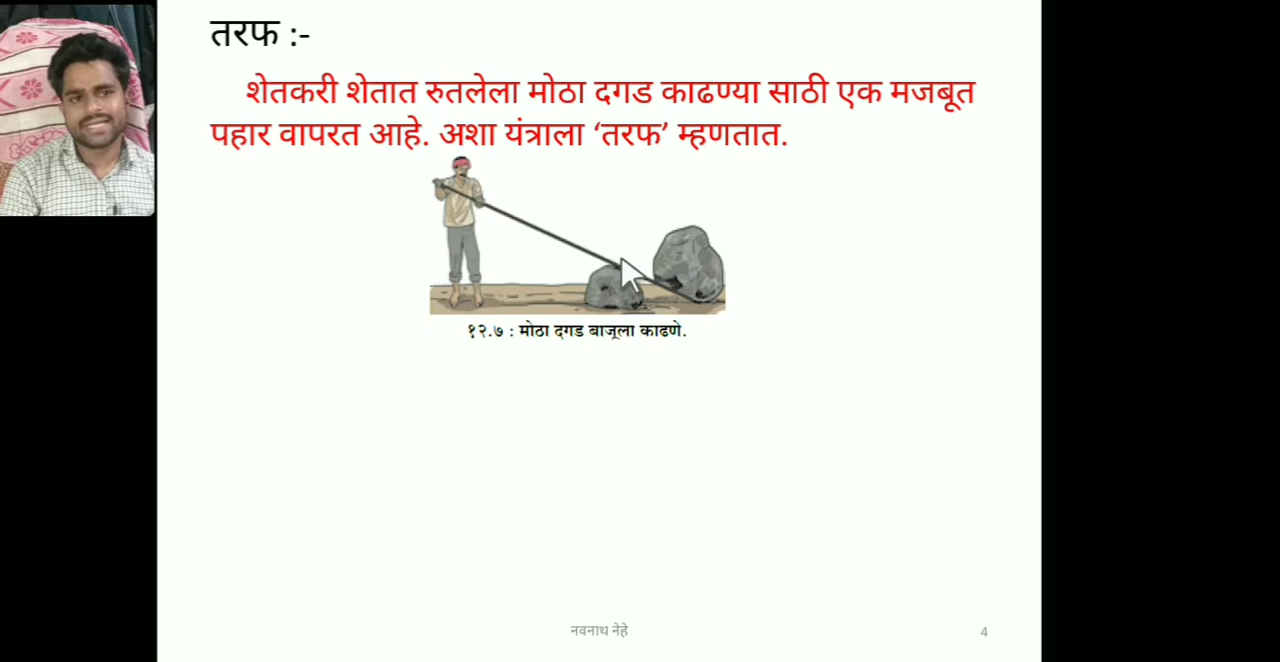 तरफ :-
शेतकरी शेतात रुतलेला मोठा दगड काढण्या साठी एक मजबूत
पहार वापरत आहे. अशा यंत्राला ‘तरफ’ म्हणतात.
१२.७ : मोठा दगड बाजूला काढणे.
नवनाथ नेहे
4